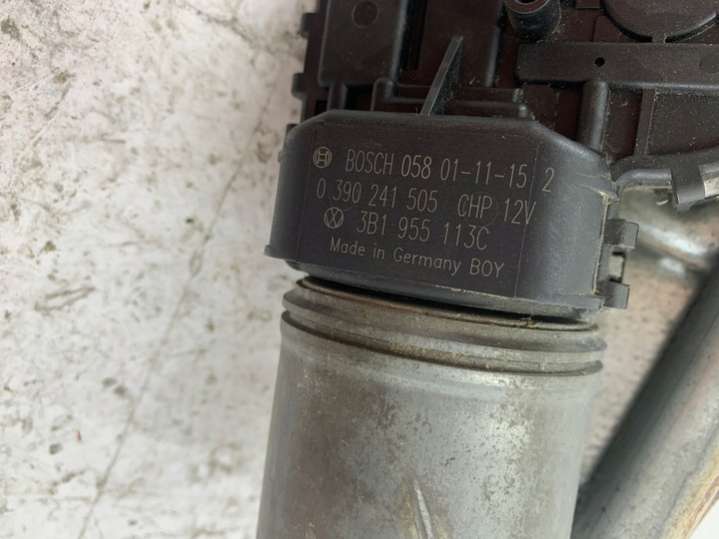 BOSCH 058 01-11-15 2
0 390 241 505 CHP 12V
3B1 955 113C
Made in Germany BOY